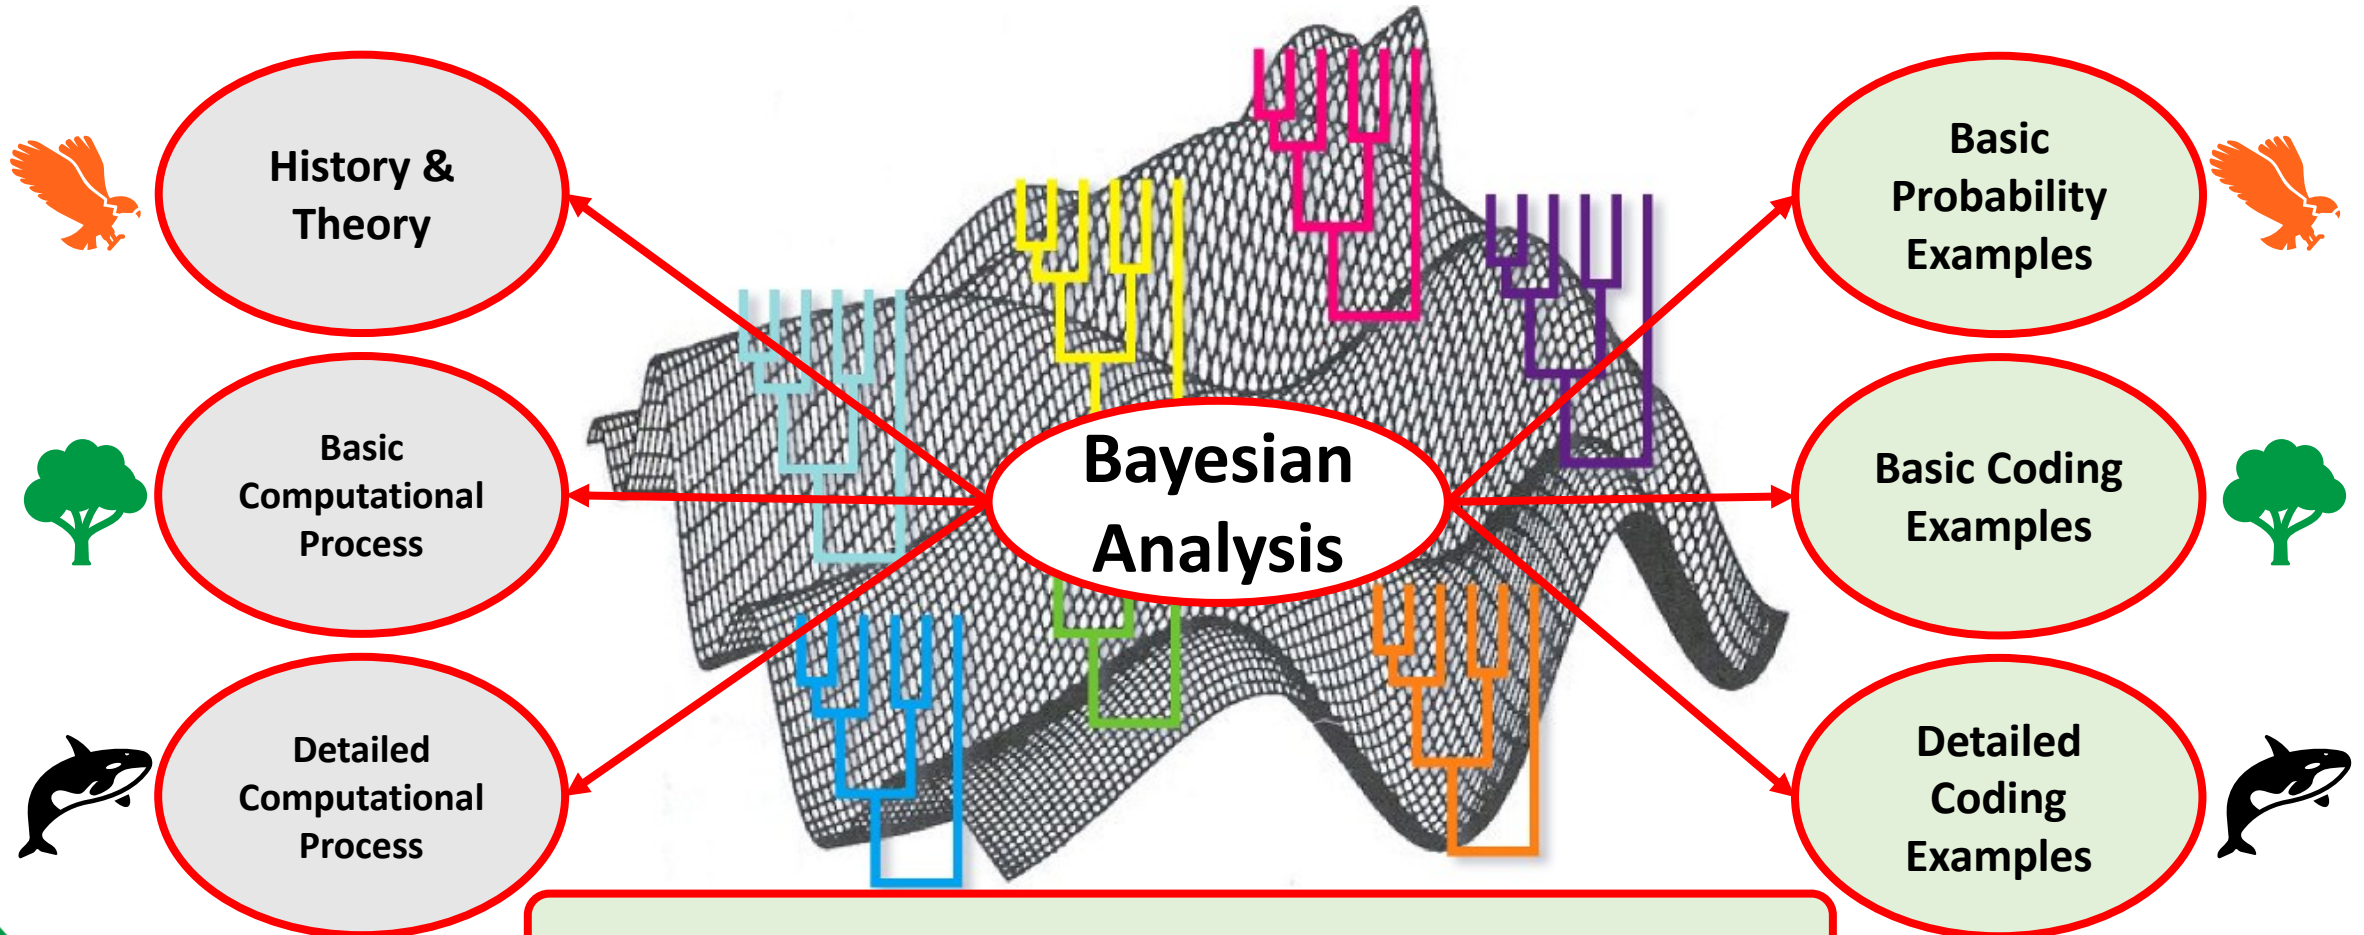 History &
Theory
Basic
Computational
Process
Detailed
Computational
Process
Bayesian
Analysis
Basic
Probability
Examples
Basic Coding
Examples
Detailed
Coding
Examples